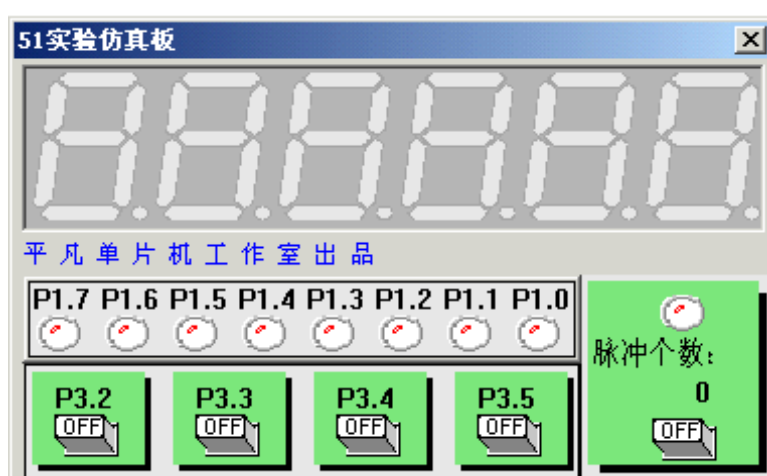 51实验仿真板
平凡单片机工作室出品
P1.7 P1.6 P1.5 P1.4 P1.3 P1.2 P1.1 P1.0
脉冲个数:
0
P3.2 P3.3 P3.4 P3.5
OFF OFF OFF OFF OFF